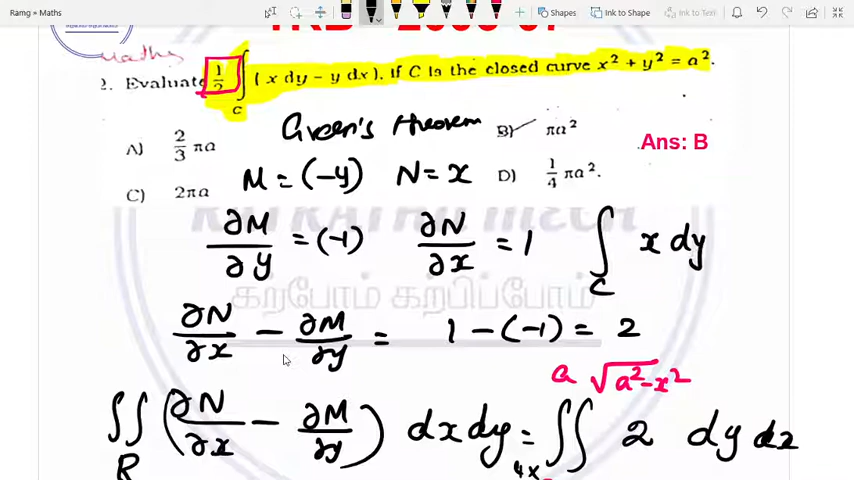 Ramg = Maths
Shapes
Ink to Shape
Ink to Text
Maths
2. Evaluate 1/2 ∫C (x dy – y dx). If C is the closed curve x² + y² = a².
Green's theorem
A) 2/3 πa
B) πa²
Ans: B
C) 2πa
M = (-y) N = x
D) 1/4 πa².
∂M/∂y = (-1) ∂N/∂x = 1 ∫C x dy
கற்போம் கற்பிப்போம்
∂N/∂x − ∂M/∂y = 1 − (-1) = 2
a √a²-x²
∬R (∂N/∂x − ∂M/∂y) dxdy = ∬ 2 dy dx
4x